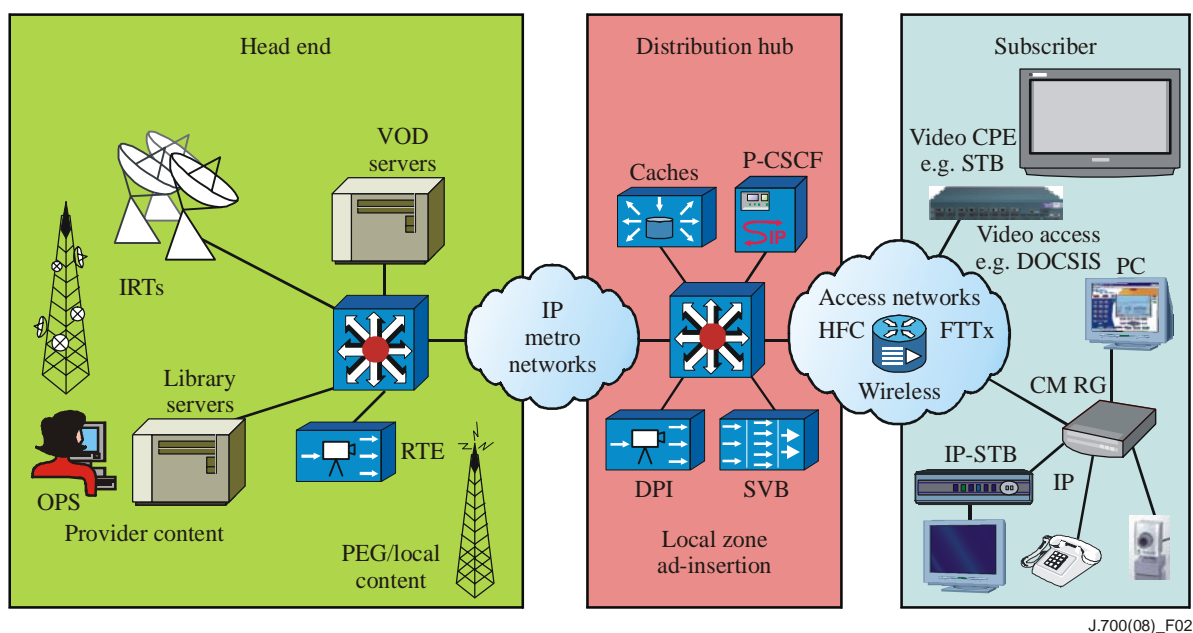 Head end
VOD
servers
IRTs
Library
servers
RTE
OPS
Provider content
PEG/local
content
IP
metro
networks
Distribution hub
Caches
P-CSCF
SIP
DPI
SVB
Local zone
ad-insertion
Access networks
HFC
FTTx
Wireless
Subscriber
Video CPE
e.g. STB
Video access
e.g. DOCSIS
PC
CM RG
IP-STB
IP
J.700(08)_F02